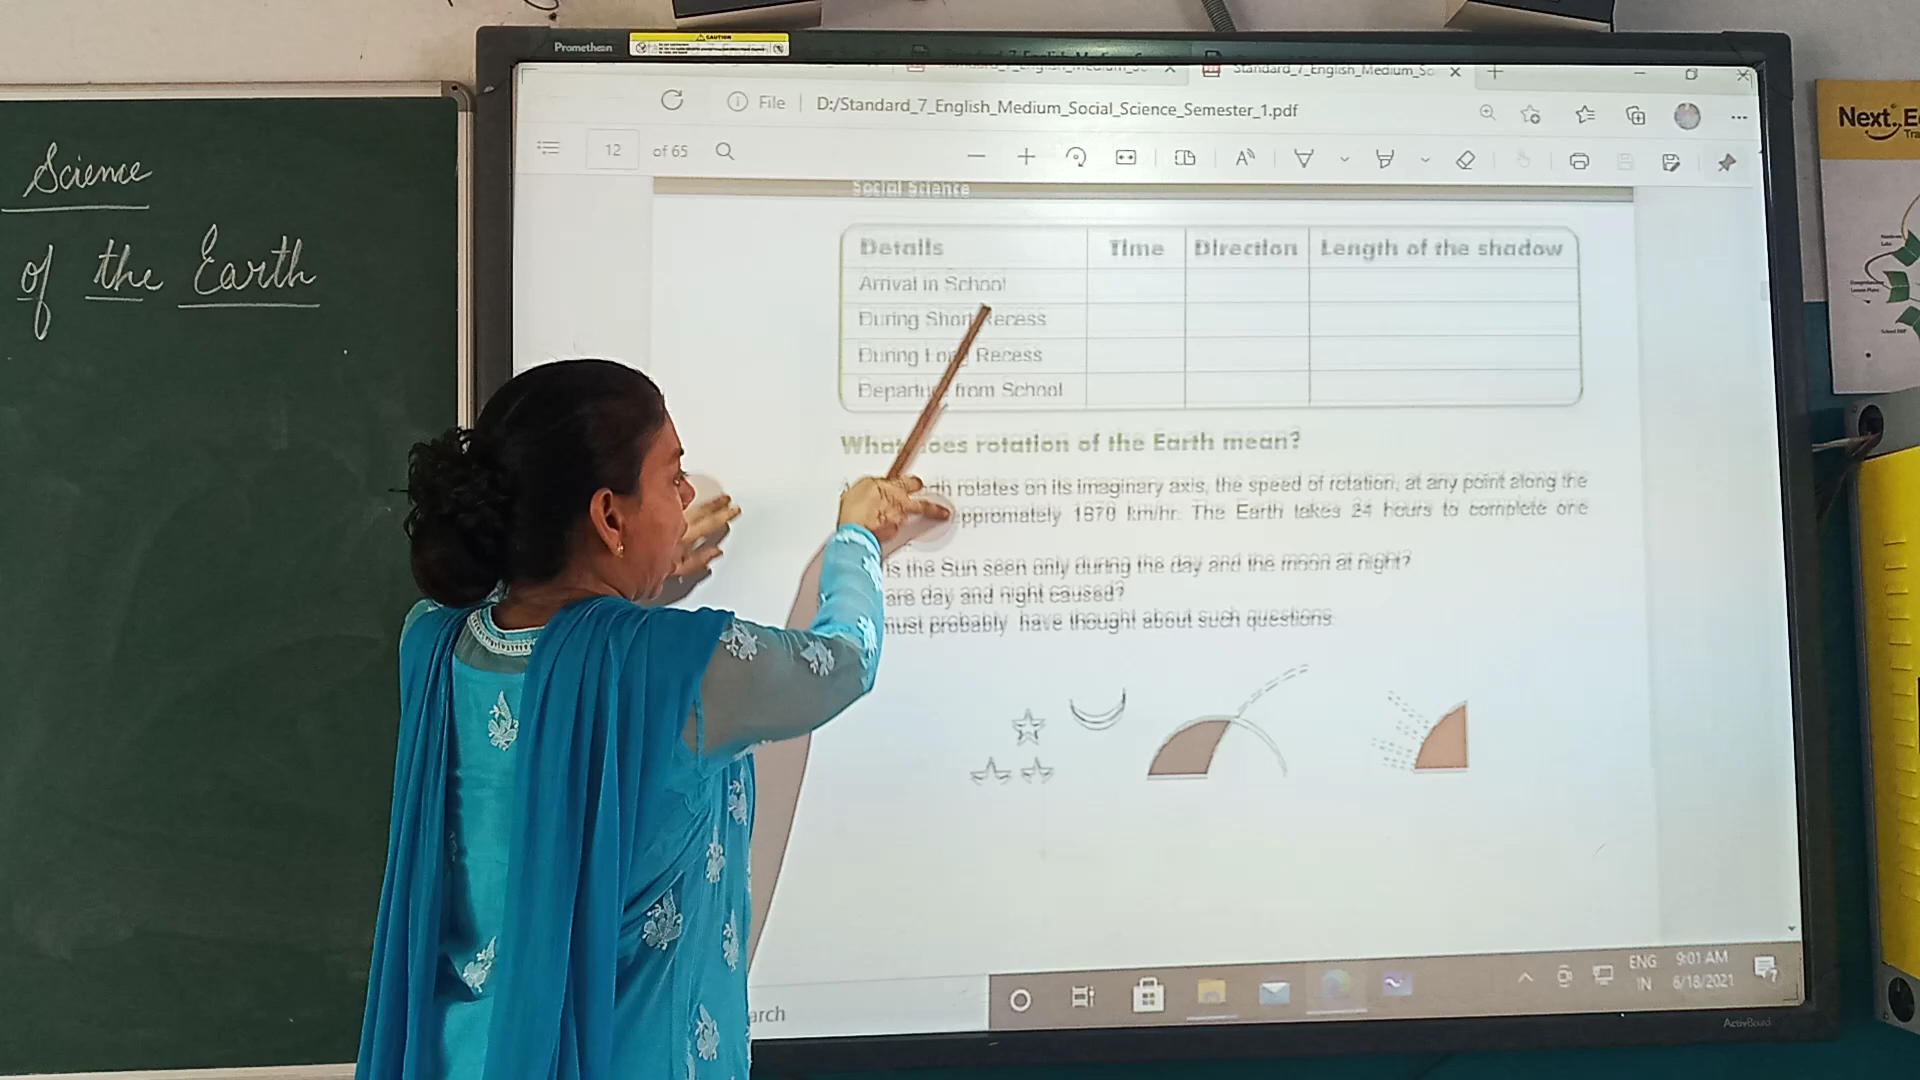 Science
of the Earth
Promethean
CAUTION
Standard_7_English_Medium_So
File
D:/Standard_7_English_Medium_Social_Science_Semester_1.pdf
12 of 65
Social Science
Details Time Direction Length of the shadow
Arrival in School
During Short Recess
During Long Recess
Departure from School
What does rotation of the Earth mean?
rotates on its imaginary axis, the speed of rotation, at any point along the
1670 km/hr. The Earth takes 24 hours to complete one
is the Sun seen only during the day and the moon at night?
are day and night caused?
must probably have thought about such questions.
arch
ENG
IN
9:01 AM
6/18/2021
ActivBoard
Next.E